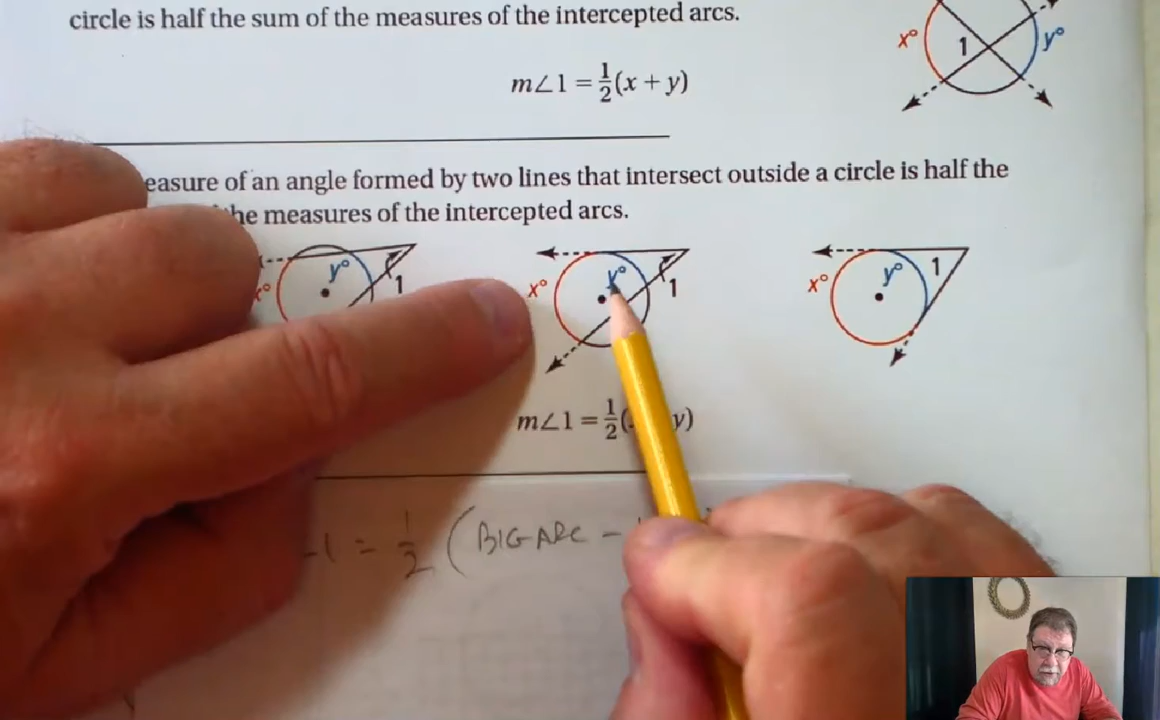 circle is half the sum of the measures of the intercepted arcs.
x° 1 y°
m∠1 = 1/2(x + y)
easure of an angle formed by two lines that intersect outside a circle is half the
he measures of the intercepted arcs.
x° y° 1
x° y° 1
x° y° 1
m∠1 = 1/2( y)
1 = 1/2 ( BIG ARC -